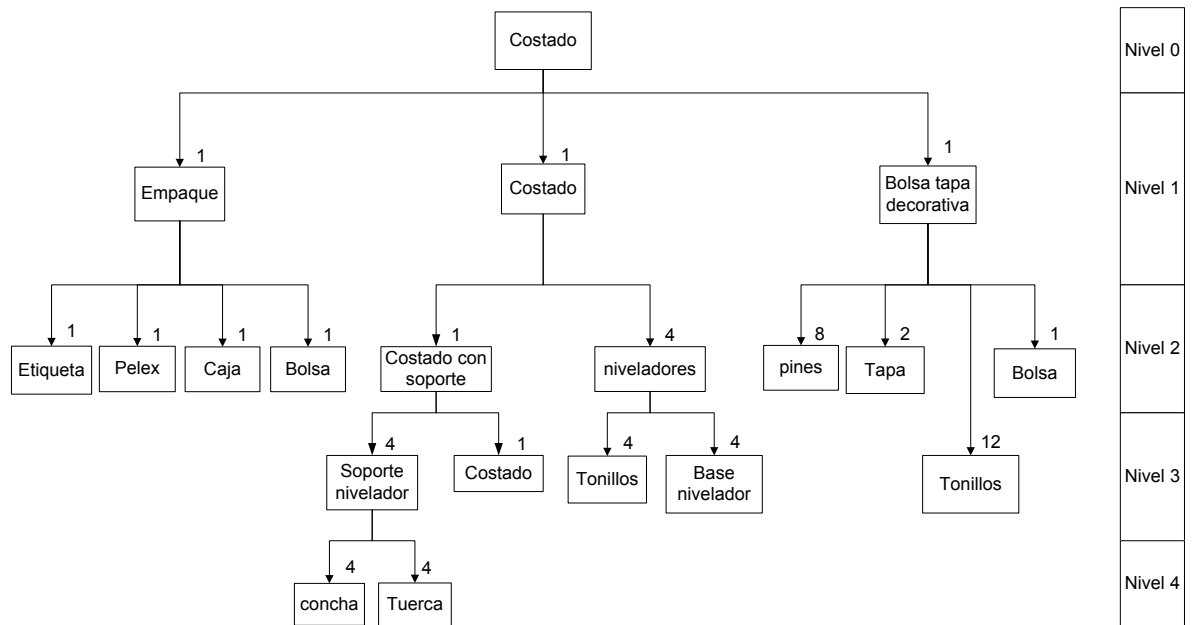 Costado
Nivel 0
1
1
1
Empaque
Costado
Bolsa tapa
decorativa
Nivel 1
1
1
1
1
1
4
8
2
1
Etiqueta
Pelex
Caja
Bolsa
Costado con
soporte
niveladores
pines
Tapa
Bolsa
Nivel 2
4
1
4
4
12
Soporte
nivelador
Costado
Tonillos
Base
nivelador
Tonillos
Nivel 3
4
4
concha
Tuerca
Nivel 4